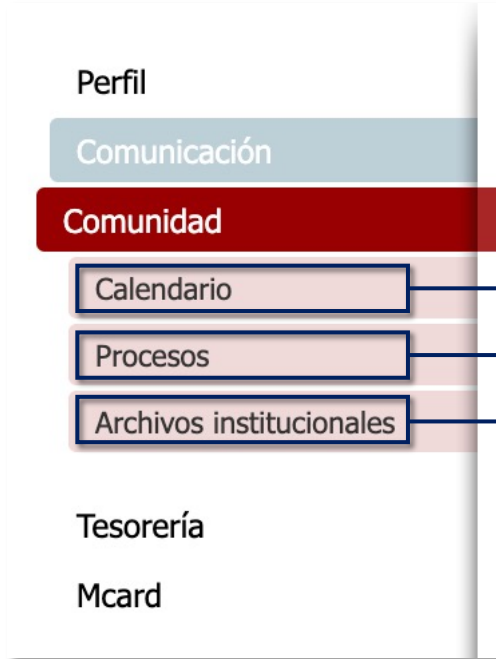 Perfil
Comunicación
Comunidad
Calendario
Procesos
Archivos institucionales
Tesorería
Mcard